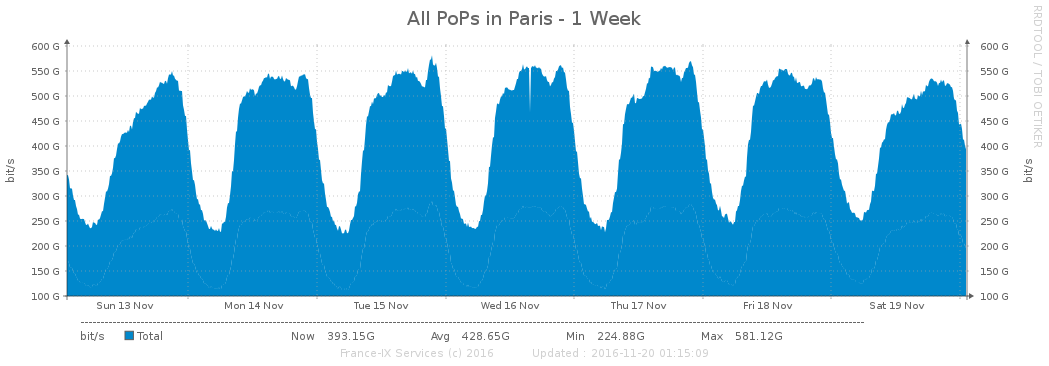 All PoPs in Paris - 1 Week
RRDTOOL / TOBI OETIKER
bit/s
600 G
550 G
500 G
450 G
400 G
350 G
300 G
250 G
200 G
150 G
100 G
600 G
550 G
500 G
450 G
400 G
350 G
300 G
250 G
200 G
150 G
100 G
bit/s
Sun 13 Nov Mon 14 Nov Tue 15 Nov Wed 16 Nov Thu 17 Nov Fri 18 Nov Sat 19 Nov
bit/s Total Now 393.15G Avg 428.65G Min 224.88G Max 581.12G
France-IX Services (c) 2016 Updated : 2016-11-20 01:15:09